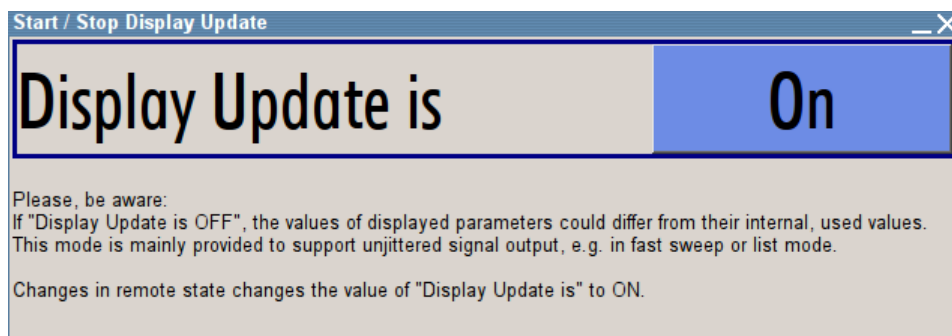 Start / Stop Display Update
Display Update is On
Please, be aware:
If "Display Update is OFF", the values of displayed parameters could differ from their internal, used values.
This mode is mainly provided to support unjittered signal output, e.g. in fast sweep or list mode.
Changes in remote state changes the value of "Display Update is" to ON.